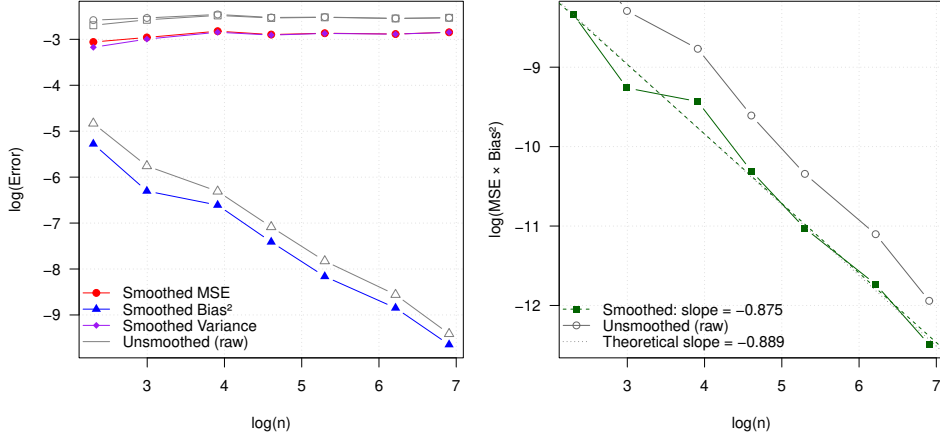 −3
−4
−5
−6
−7
−8
−9
log(Error)
Smoothed MSE
Smoothed Bias²
Smoothed Variance
Unsmoothed (raw)
3 4 5 6 7
log(n)
−9
−10
−11
−12
log(MSE × Bias²)
Smoothed: slope = −0.875
Unsmoothed (raw)
Theoretical slope = −0.889
3 4 5 6 7
log(n)